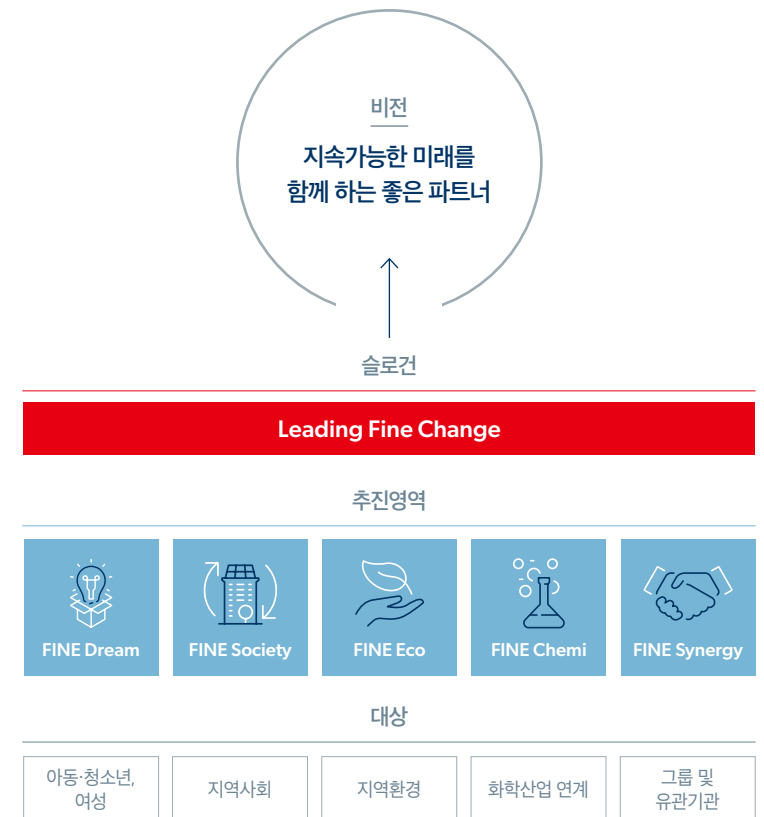 비전
지속가능한 미래를
함께 하는 좋은 파트너
슬로건
Leading Fine Change
추진영역
FINE Dream
FINE Society
FINE Eco
FINE Chemi
FINE Synergy
대상
아동·청소년,
여성
지역사회
지역환경
화학산업 연계
그룹 및
유관기관